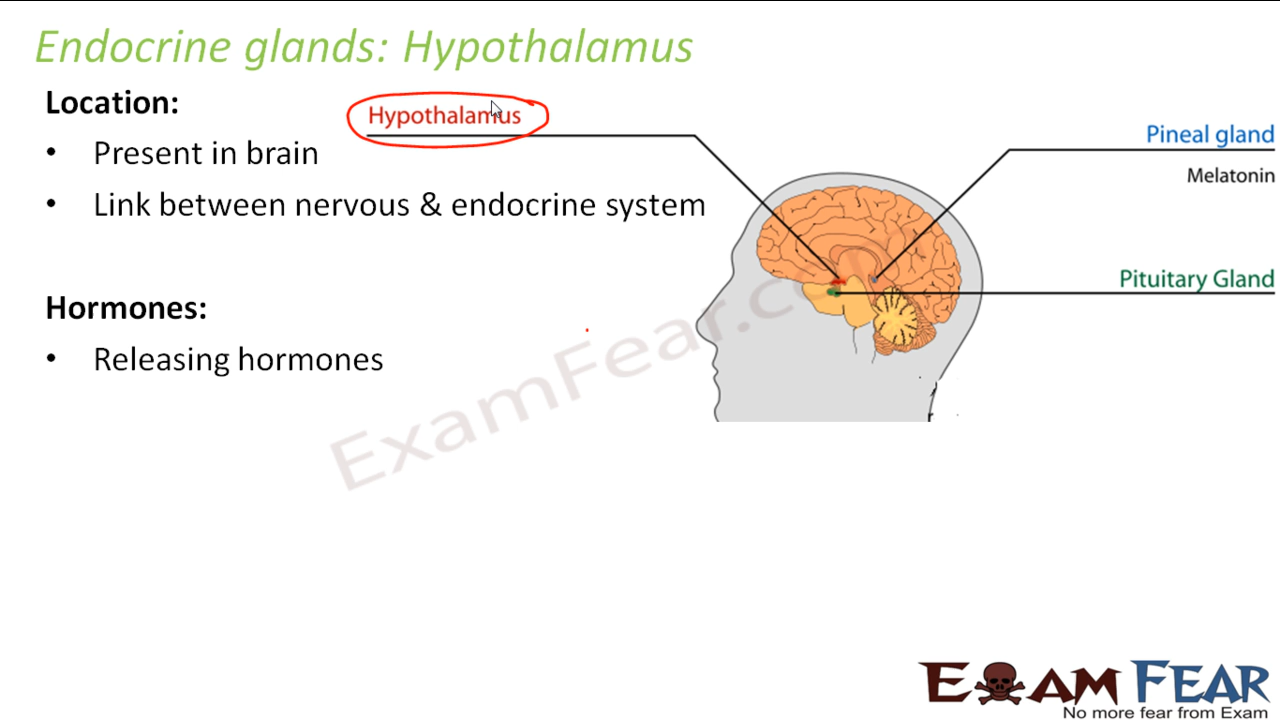 Endocrine glands: Hypothalamus
Location:
• Present in brain
• Link between nervous & endocrine system
Hormones:
• Releasing hormones
Hypothalamus
Pineal gland
Melatonin
Pituitary Gland
ExamFear.com
EXAM FEAR
No more fear from Exam